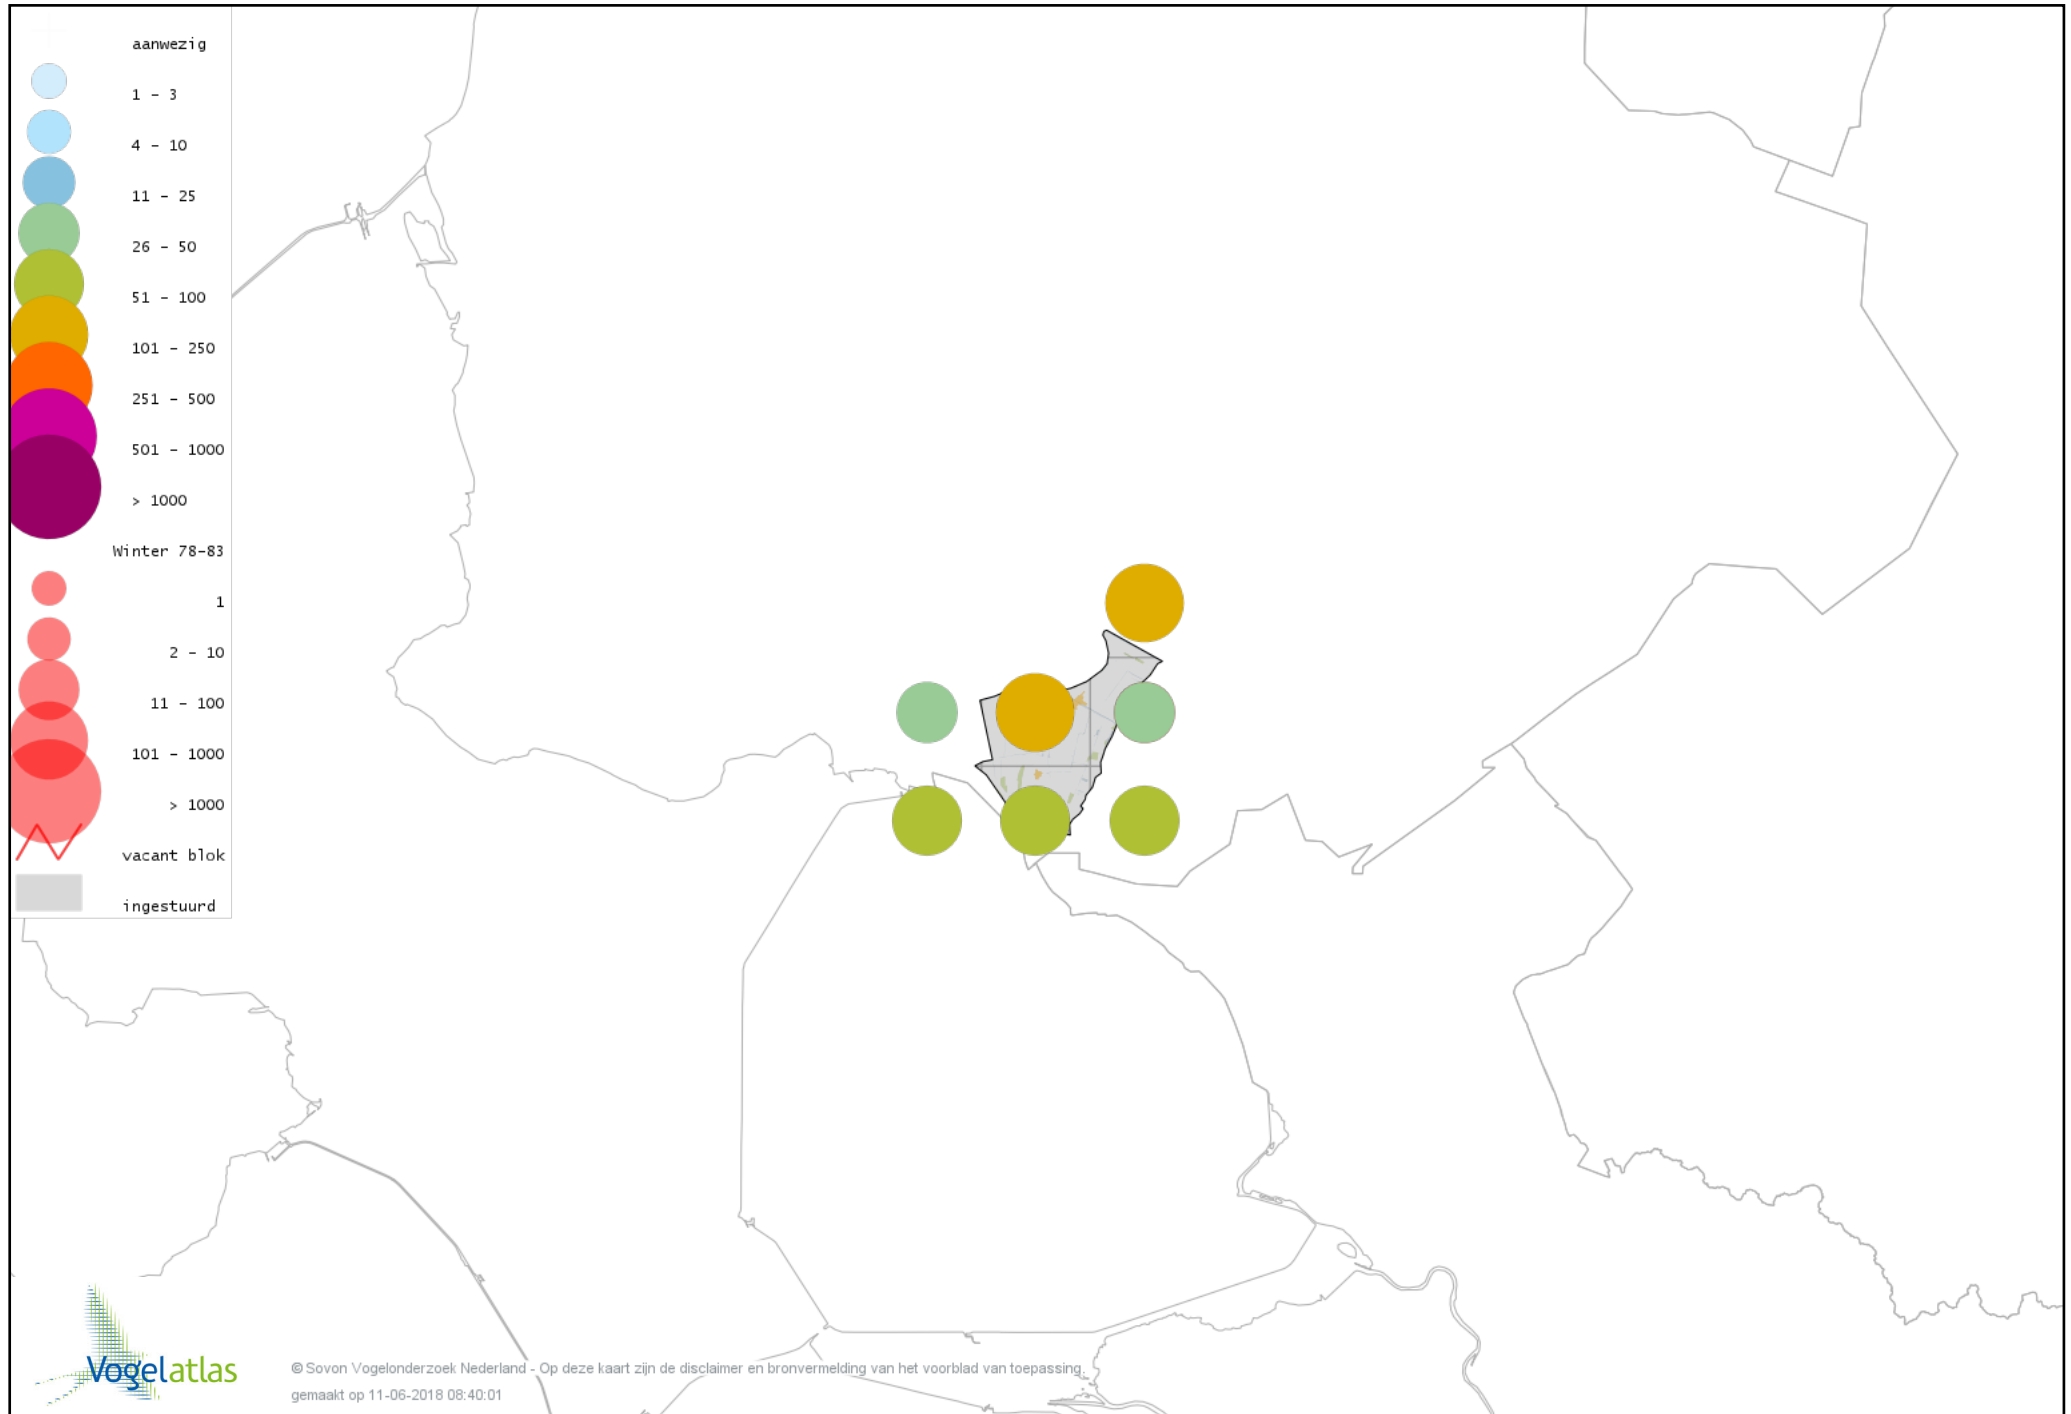 aanwezig
1 - 3
4 - 10
11 - 25
26 - 50
51 - 100
101 - 250
251 - 500
501 - 1000
> 1000
Winter 78-83
1
2 - 10
11 - 100
101 - 1000
> 1000
vacant blok
ingestuurd
Vogelatlas
© Sovon Vogelonderzoek Nederland - Op deze kaart zijn de disclaimer en bronvermelding van het voorblad van toepassing.
gemaakt op 11-06-2018 08:40:01